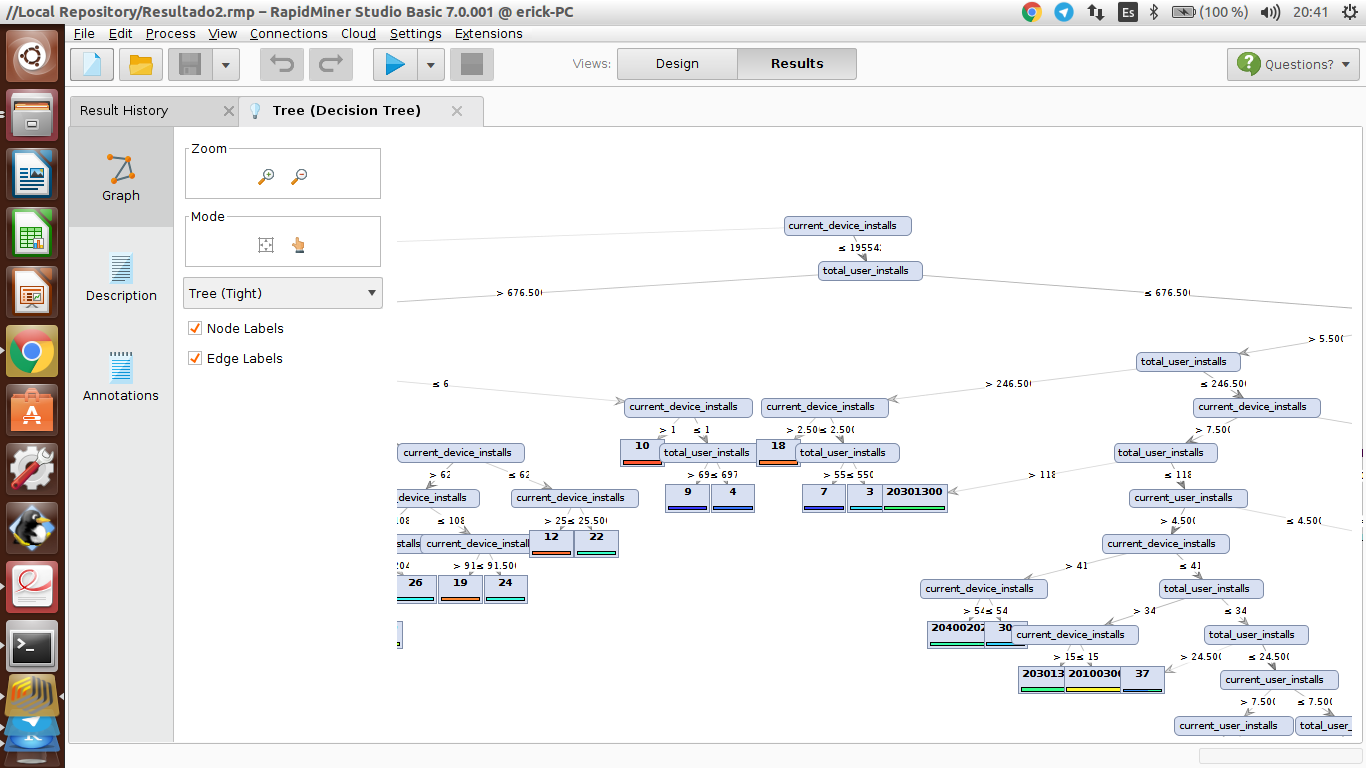 //Local Repository/Resultado2.rmp – RapidMiner Studio Basic 7.0.001 @ erick-PC
Es (100 %) 20:41
File Edit Process View Connections Cloud Settings Extensions
Views: Design Results Questions?
Result History Tree (Decision Tree)
Graph
Description
Annotations
Zoom
Mode
Tree (Tight)
Node Labels
Edge Labels
current_device_installs
≤ 19554
total_user_installs
> 676.50 ≤ 676.50
> 5.50
total_user_installs
≤ 6 > 246.50 ≤ 246.50
current_device_installs current_device_installs current_device_installs
> 1 ≤ 1 > 2.50 ≤ 2.50 > 7.50
current_device_installs 10 total_user_installs 18 total_user_installs total_user_installs
> 62 ≤ 62 > 69 ≤ 697 > 55 ≤ 550 > 118 ≤ 118
_device_installs current_device_installs 9 4 7 3 20301300 current_user_installs
108 ≤ 108 > 25 ≤ 25.50 > 4.50 ≤ 4.50
stalls current_device_install 12 22 current_device_installs
204 > 91 ≤ 91.50 > 41 ≤ 41
26 19 24 current_device_installs total_user_installs
> 54 ≤ 54 > 34 ≤ 34
20400202 30 current_device_installs total_user_installs
> 15 ≤ 15 > 24.50 ≤ 24.50
203013 20100300 37 current_user_installs
> 7.50 ≤ 7.50
current_user_installs total_user_